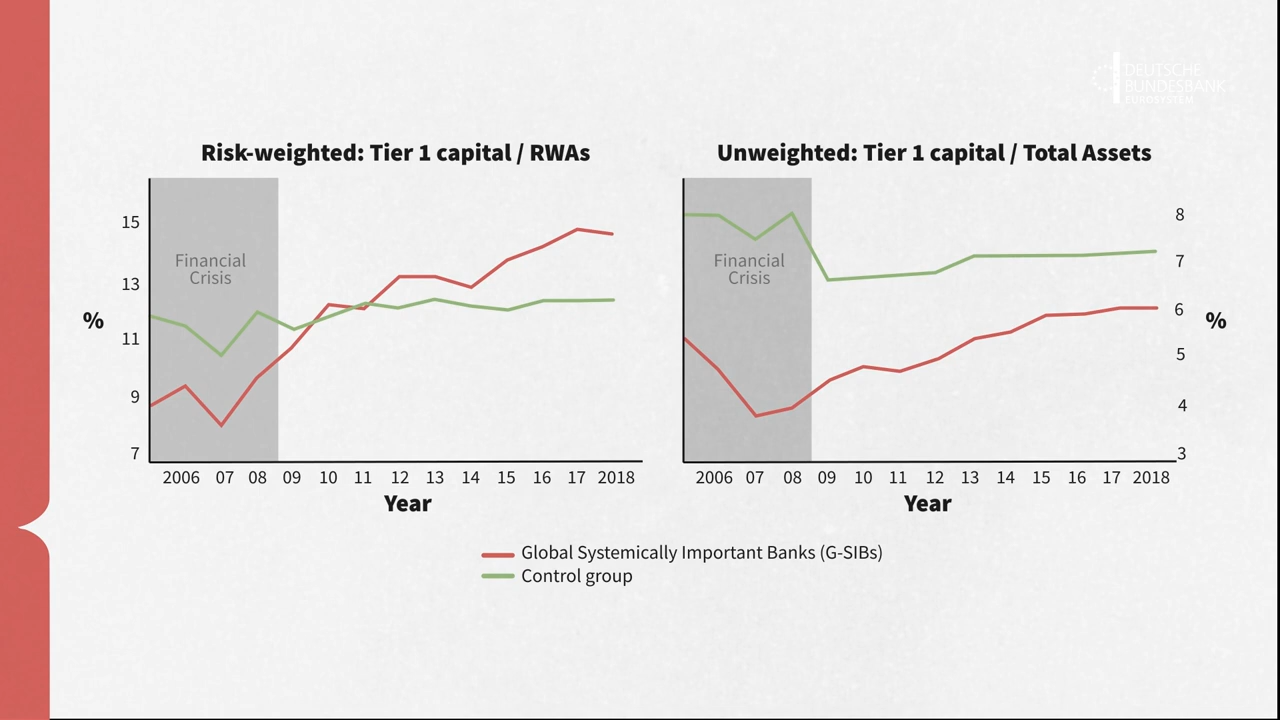 DEUTSCHE
BUNDESBANK
EUROSYSTEM
Risk-weighted: Tier 1 capital / RWAs
15
13
11
9
7
%
Financial
Crisis
2006 07 08 09 10 11 12 13 14 15 16 17 2018
Year
Unweighted: Tier 1 capital / Total Assets
Financial
Crisis
8
7
6
5
4
3
%
2006 07 08 09 10 11 12 13 14 15 16 17 2018
Year
Global Systemically Important Banks (G-SIBs)
Control group